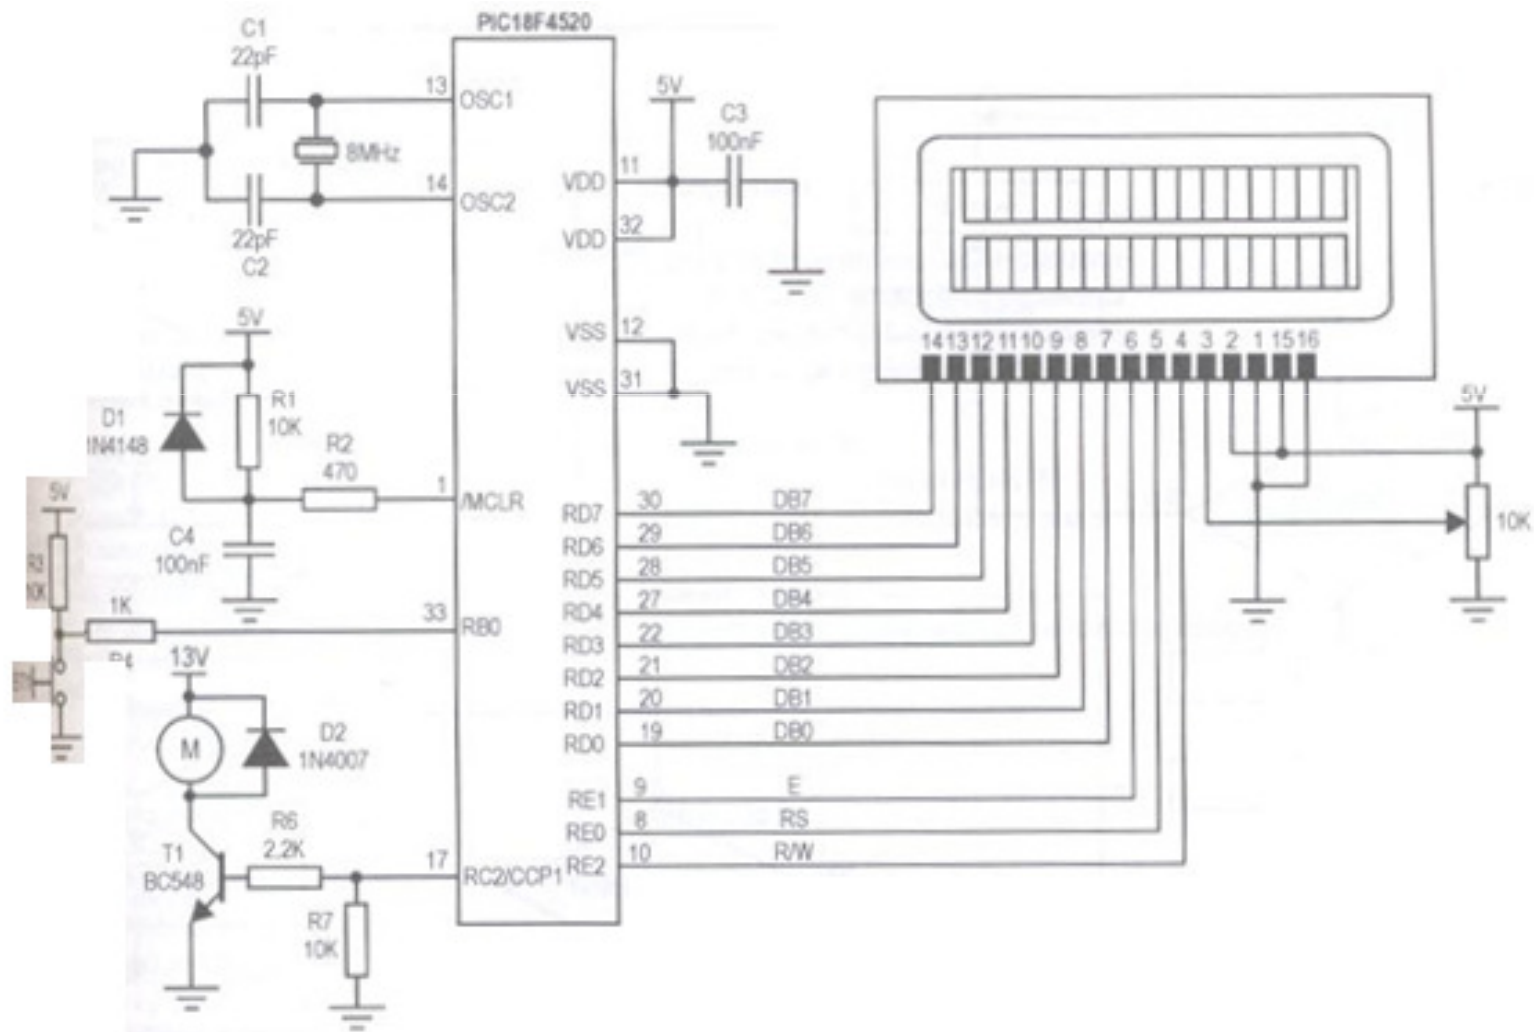 PIC18F4520
C1
22pF
13
OSC1
8MHz
14
OSC2
22pF
C2
5V
C3
100nF
11
VDD
32
VDD
12
VSS
31
VSS
14 13 12 11 10 9 8 7 6 5 4 3 2 1 15 16
5V
10K
5V
R1
10K
D1
1N4148
R2
470
1
/MCLR
C4
100nF
5V
R3
10K
1K
33
RB0
13V
M
D2
1N4007
R6
2.2K
T1
BC548
17
RC2/CCP1
R7
10K
RD7 30 DB7
RD6 29 DB6
RD5 28 DB5
RD4 27 DB4
RD3 22 DB3
RD2 21 DB2
RD1 20 DB1
RD0 19 DB0
RE1 9 E
RE0 8 RS
RE2 10 R/W